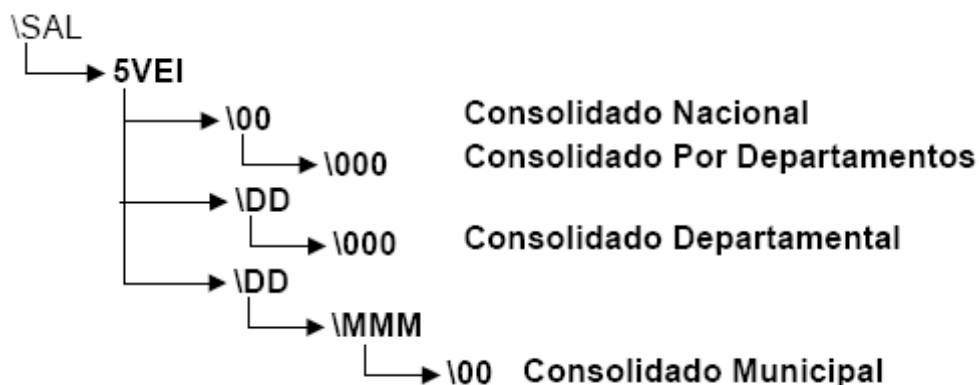 \SAL
5VEI
\00 Consolidado Nacional
\000 Consolidado Por Departamentos
\DD
\000 Consolidado Departamental
\DD
\MMM
\00 Consolidado Municipal